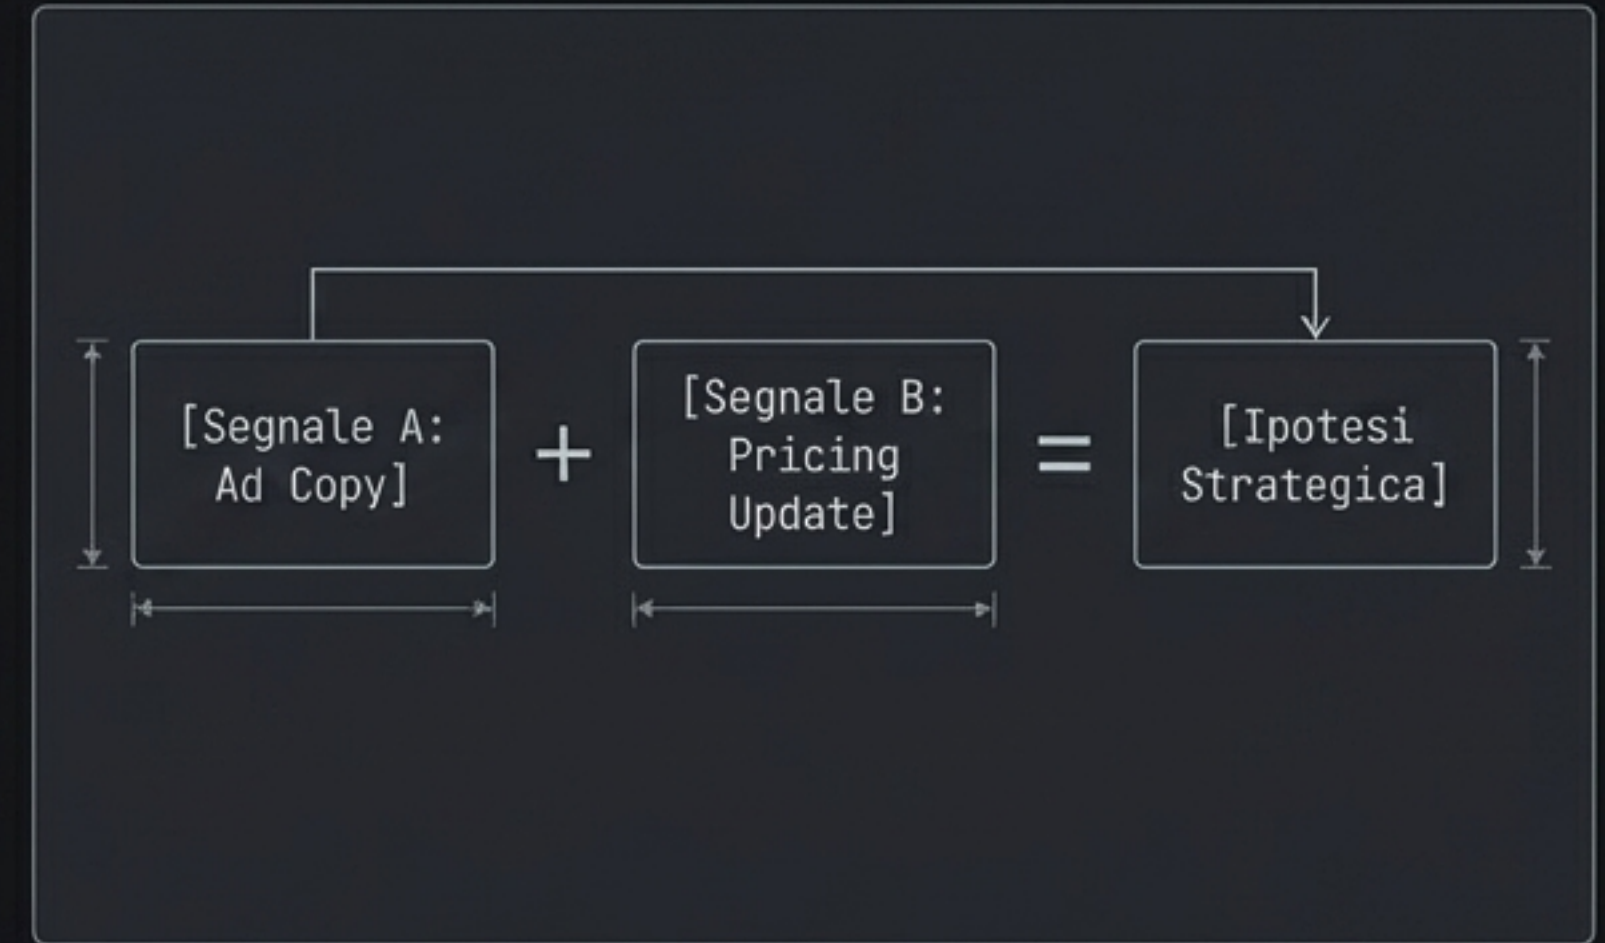 [Segnale A:
Ad Copy]
+
[Segnale B:
Pricing
Update]
=
[Ipotesi
Strategica]